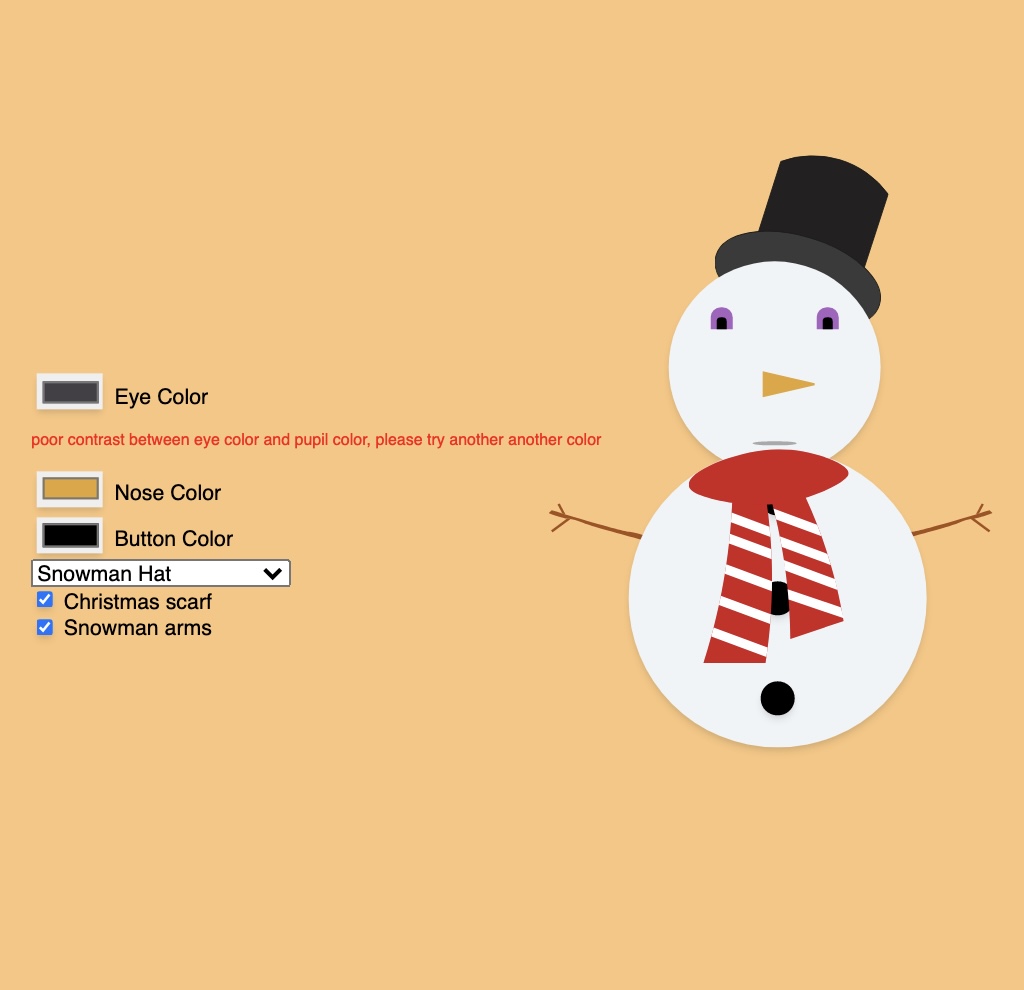 Eye Color
poor contrast between eye color and pupil color, please try another another color
Nose Color
Button Color
Snowman Hat
Christmas scarf
Snowman arms